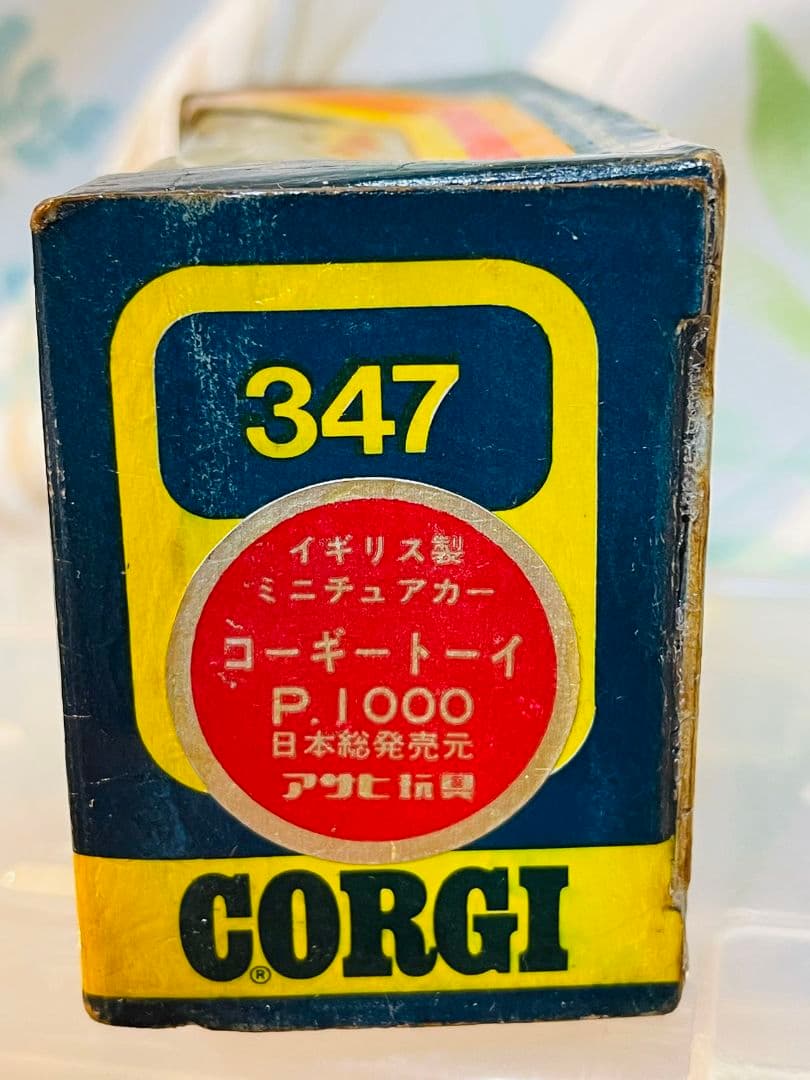 347
イギリス製
ミニチュアカー
コーギートーイ
P.1000
日本総発売元
アサヒ玩具
CORGI®